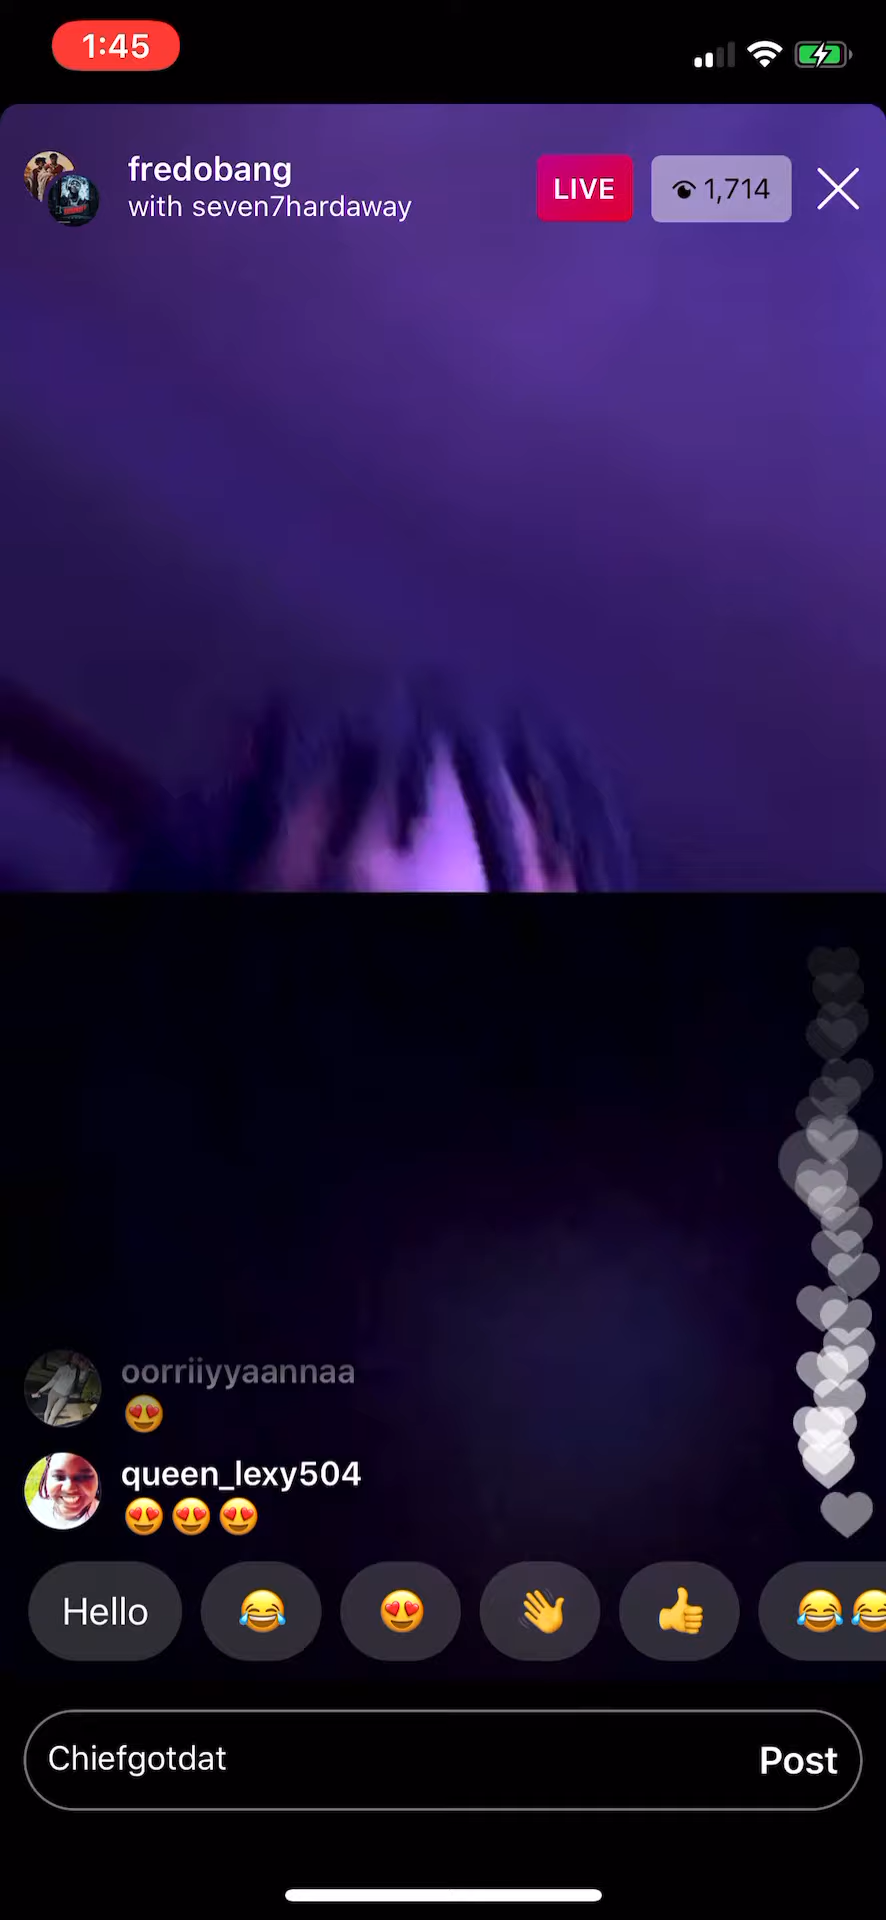 1:45
fredobang
with seven7hardaway
LIVE
1,714
oorriiyyaannaa
😍
queen_lexy504
😍😍😍
Hello 😂 😍 👋 👍 😂😂
Chiefgotdat
Post